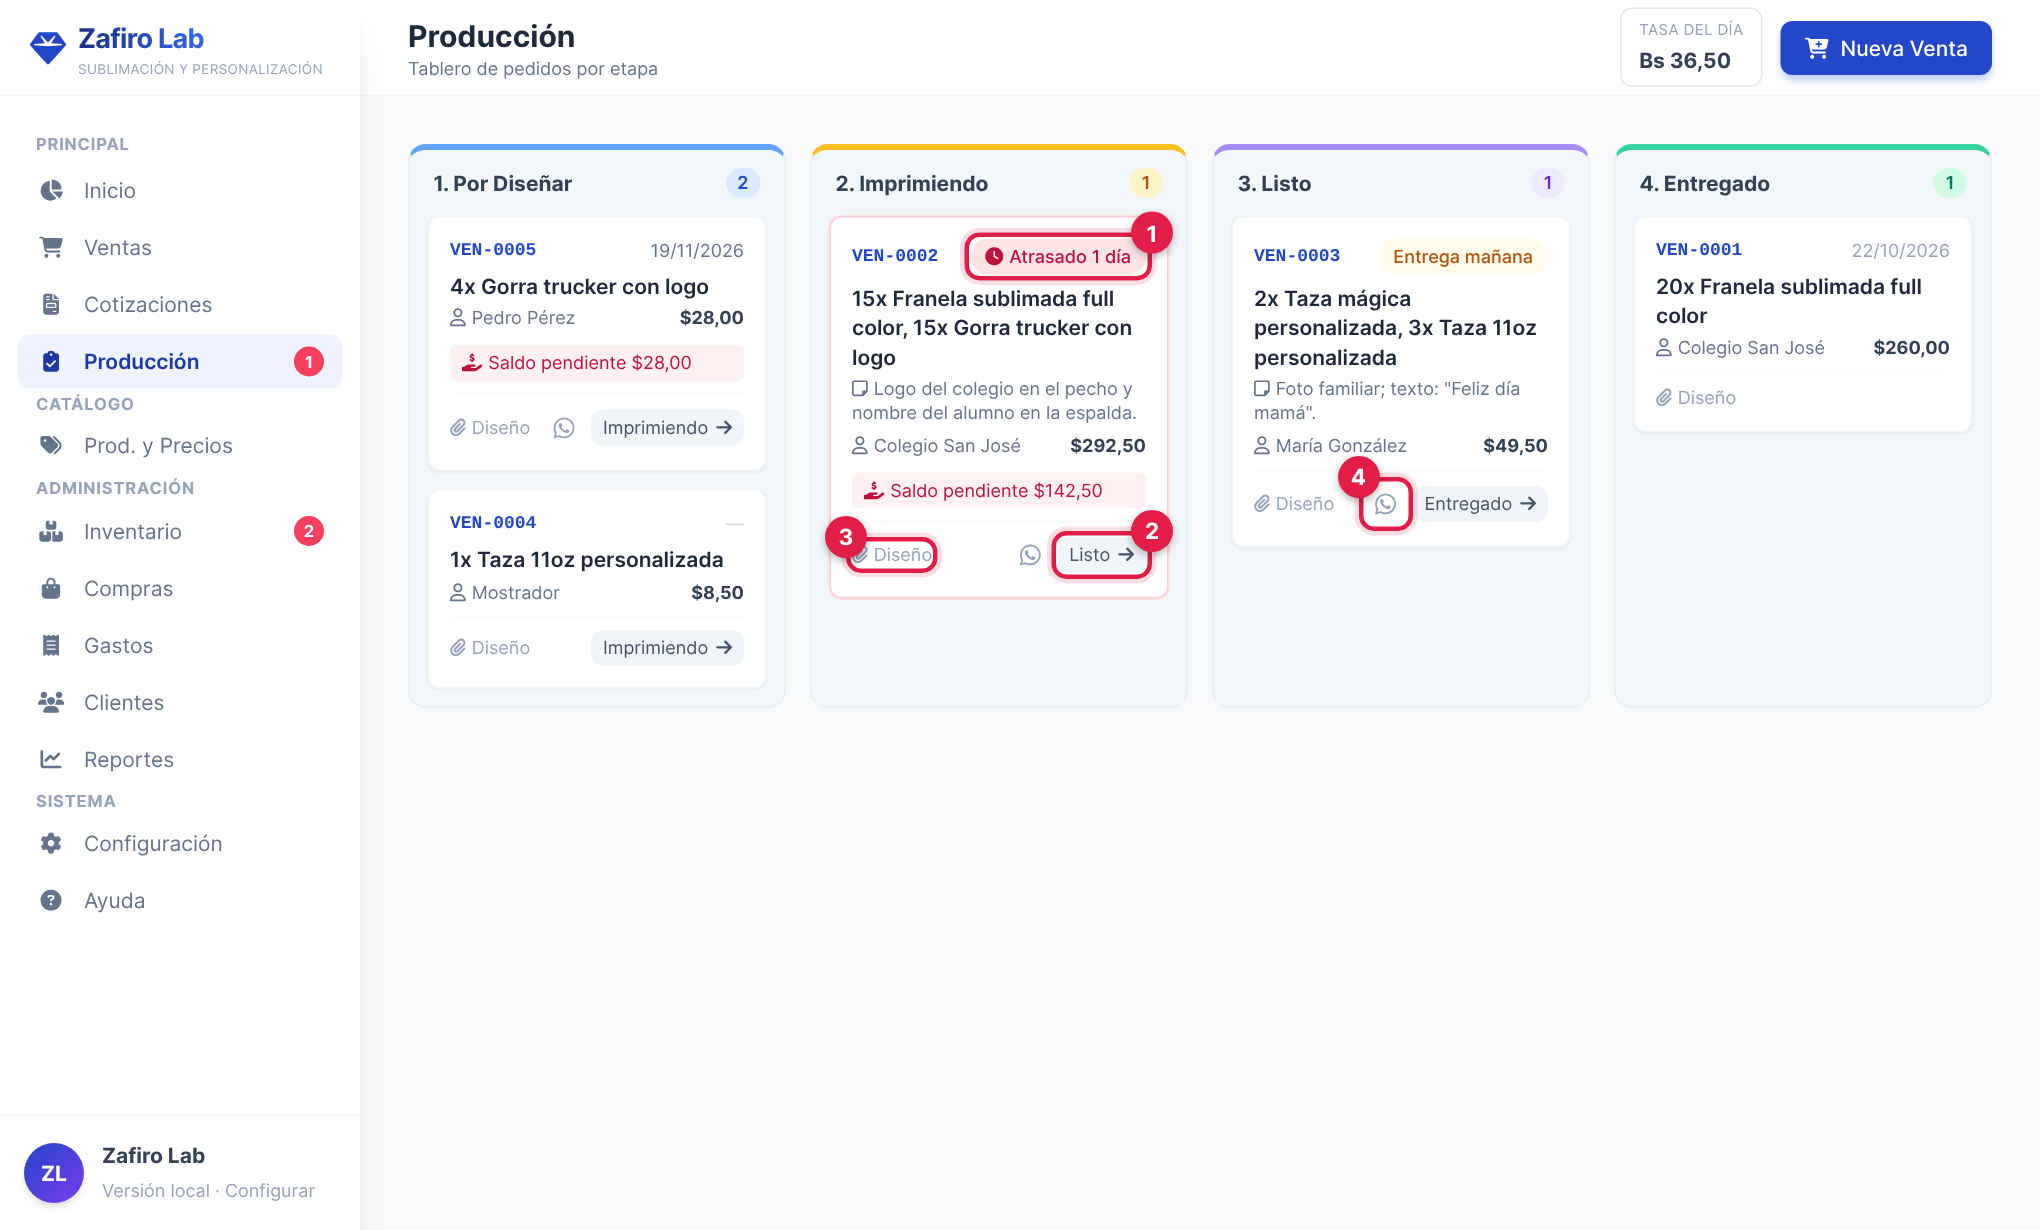 Zafiro Lab
SUBLIMACIÓN Y PERSONALIZACIÓN
PRINCIPAL
Inicio
Ventas
Cotizaciones
Producción 1
CATÁLOGO
Prod. y Precios
ADMINISTRACIÓN
Inventario 2
Compras
Gastos
Clientes
Reportes
SISTEMA
Configuración
Ayuda
ZL
Zafiro Lab
Versión local · Configurar
Producción
Tablero de pedidos por etapa
TASA DEL DÍA
Bs 36,50
Nueva Venta
1. Por Diseñar 2
VEN-0005 19/11/2026
4x Gorra trucker con logo
Pedro Pérez $28,00
Saldo pendiente $28,00
Diseño Imprimiendo →
VEN-0004 —
1x Taza 11oz personalizada
Mostrador $8,50
Diseño Imprimiendo →
2. Imprimiendo 1
1
VEN-0002 Atrasado 1 día
15x Franela sublimada full
color, 15x Gorra trucker con
logo
Logo del colegio en el pecho y
nombre del alumno en la espalda.
Colegio San José $292,50
Saldo pendiente $142,50
3 2
Diseño Listo →
3. Listo 1
VEN-0003 Entrega mañana
2x Taza mágica
personalizada, 3x Taza 11oz
personalizada
Foto familiar; texto: "Feliz día
mamá".
María González $49,50
4
Diseño Entregado →
4. Entregado 1
VEN-0001 22/10/2026
20x Franela sublimada full
color
Colegio San José $260,00
Diseño